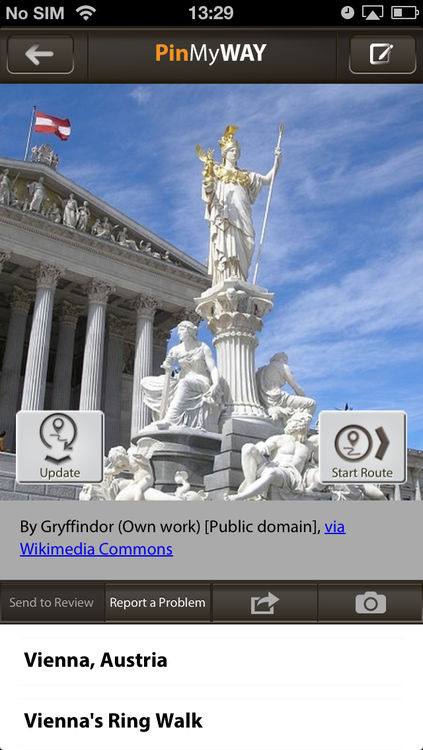 No SIM 13:29
PinMyWAY
Update
Start Route
By Gryffindor (Own work) [Public domain], via
Wikimedia Commons
Send to Review Report a Problem
Vienna, Austria
Vienna's Ring Walk